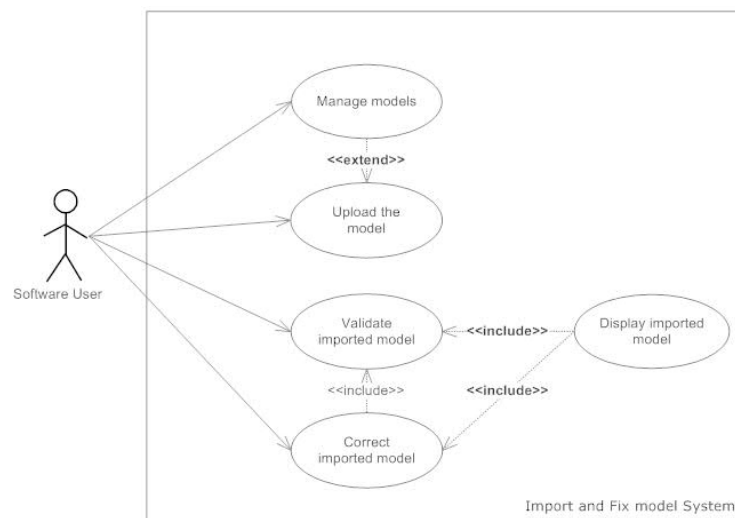 Manage models
<<extend>>
Upload the
model
Software User
Validate
imported model
<<include>>
Display imported
model
<<include>>
<<include>>
Correct
imported model
Import and Fix model System